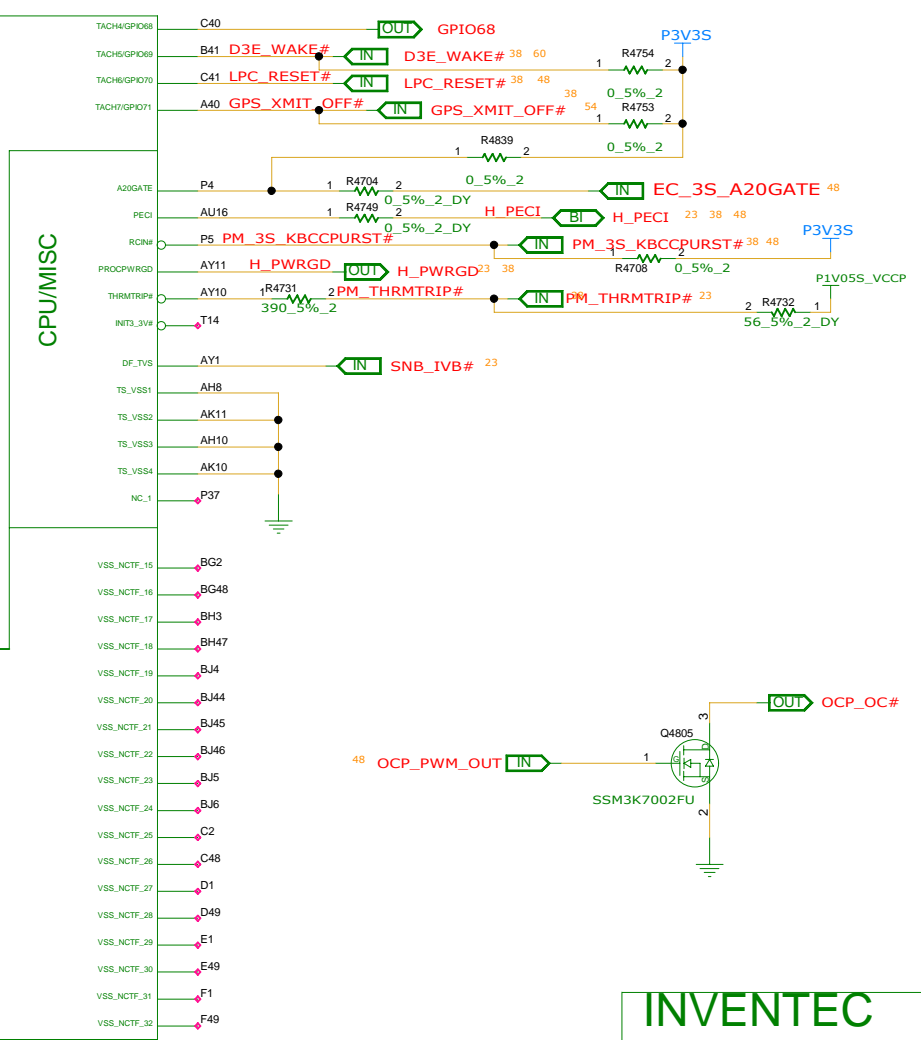 TACH4/GPIO68 C40 OUT GPIO68
P3V3S
TACH5/GPIO69 B41 D3E_WAKE# IN D3E_WAKE# 38 60
R4754
1 2
0_5%_2
TACH6/GPIO70 C41 LPC_RESET# IN LPC_RESET# 38 48
38
TACH7/GPIO71 A40 GPS_XMIT_OFF# IN GPS_XMIT_OFF# 54
R4753
1 2
0_5%_2
R4839
1 2
0_5%_2
A20GATE P4 1 R4704 2 IN EC_3S_A20GATE 48
0_5%_2_DY
PECI AU16 1 R4749 2 H_PECI BI H_PECI 23 38 48
0_5%_2_DY
P3V3S
RCIN# P5 PM_3S_KBCCPURST# IN PM_3S_KBCCPURST# 38 48
1 2
R4708 0_5%_2
PROCPWRGD AY11 H_PWRGD OUT H_PWRGD 23 38
P1V05S_VCCP
THRMTRIP# AY10 1 R4731 2 PM_THRMTRIP# IN PM_THRMTRIP# 23
390_5%_2
2 R4732 1
56_5%_2_DY
INIT3_3V# T14
CPU/MISC
DF_TVS AY1 IN SNB_IVB# 23
TS_VSS1 AH8
TS_VSS2 AK11
TS_VSS3 AH10
TS_VSS4 AK10
NC_1 P37
VSS_NCTF_15 BG2
VSS_NCTF_16 BG48
VSS_NCTF_17 BH3
VSS_NCTF_18 BH47
VSS_NCTF_19 BJ4
VSS_NCTF_20 BJ44
VSS_NCTF_21 BJ45
VSS_NCTF_22 BJ46
VSS_NCTF_23 BJ5
VSS_NCTF_24 BJ6
VSS_NCTF_25 C2
VSS_NCTF_26 C48
VSS_NCTF_27 D1
VSS_NCTF_28 D49
VSS_NCTF_29 E1
VSS_NCTF_30 E49
VSS_NCTF_31 F1
VSS_NCTF_32 F49
OUT OCP_OC#
3
Q4805
D
48 OCP_PWM_OUT IN 1 G
S
SSM3K7002FU
2
INVENTEC